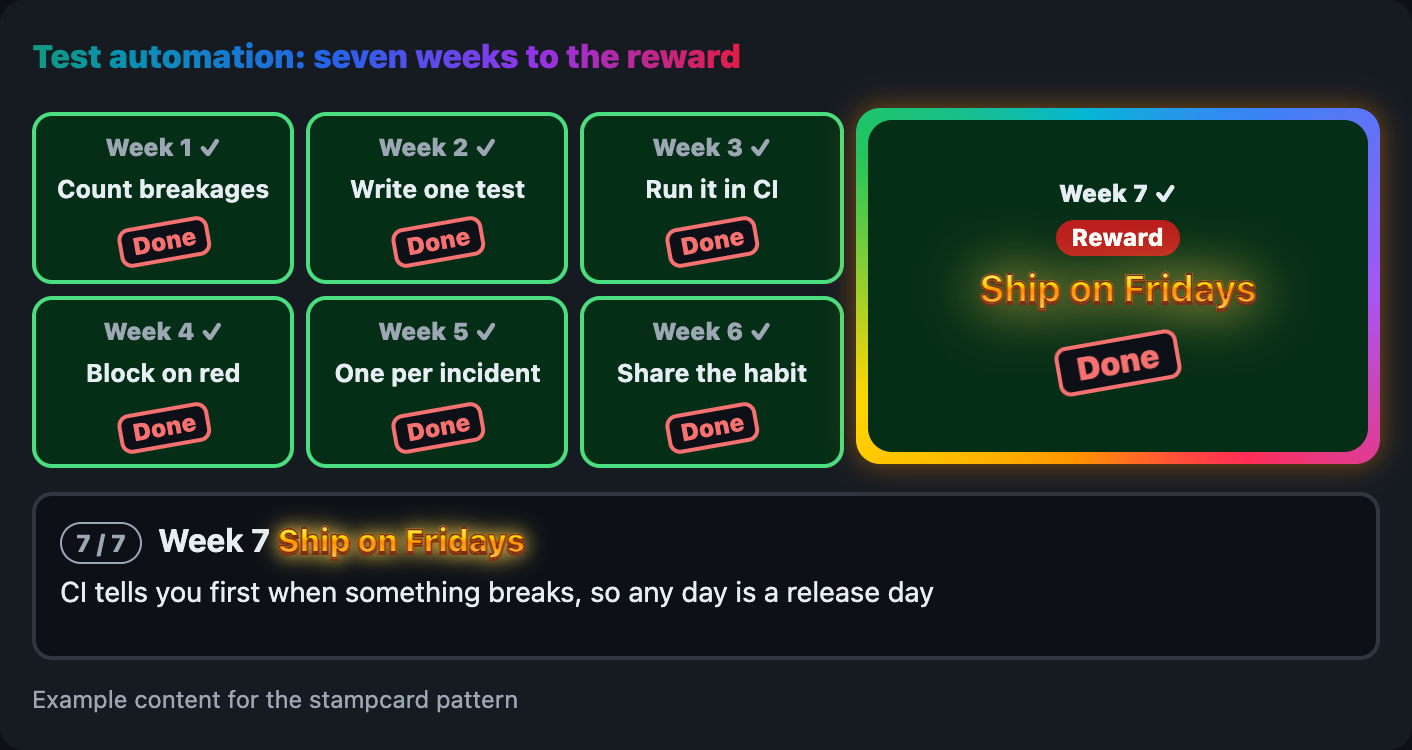 Test automation: seven weeks to the reward
Week 1 ✓
Count breakages
Done
Week 2 ✓
Write one test
Done
Week 3 ✓
Run it in CI
Done
Week 4 ✓
Block on red
Done
Week 5 ✓
One per incident
Done
Week 6 ✓
Share the habit
Done
Week 7 ✓
Reward
Ship on Fridays
Done
7 / 7 Week 7 Ship on Fridays
CI tells you first when something breaks, so any day is a release day
Example content for the stampcard pattern